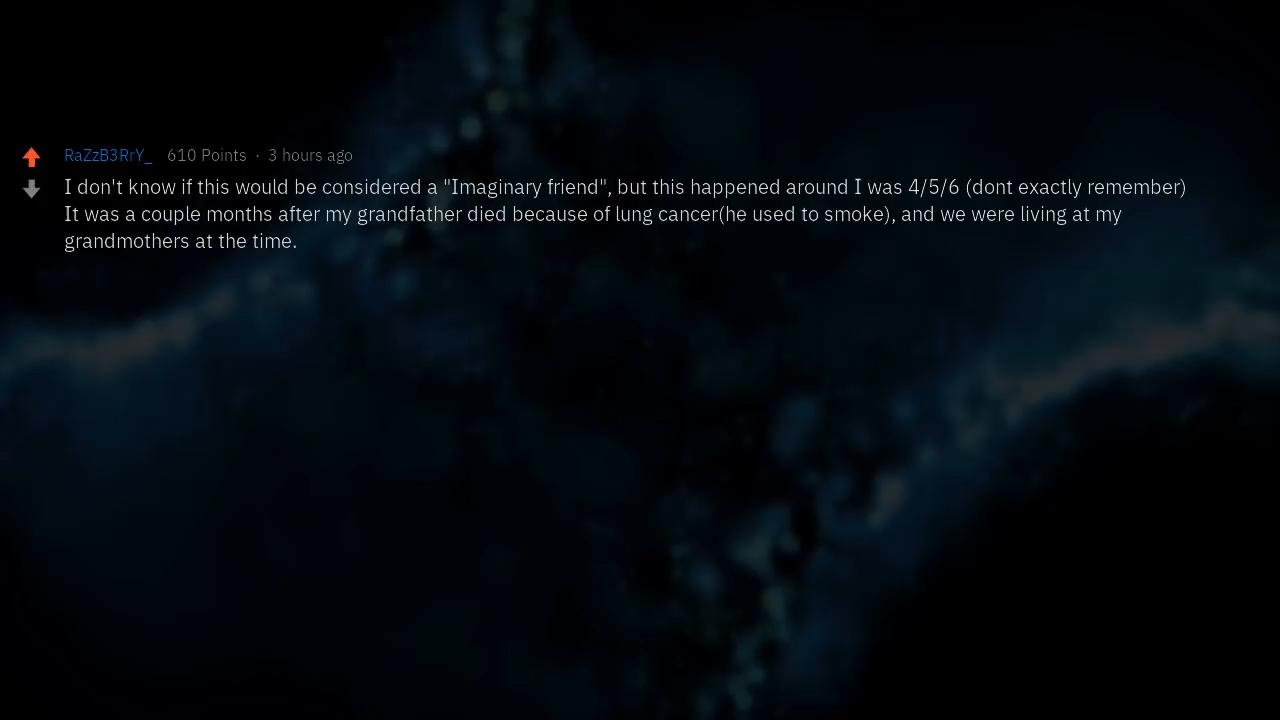 RaZzB3RrY_ 610 Points · 3 hours ago
I don't know if this would be considered a "Imaginary friend", but this happened around I was 4/5/6 (dont exactly remember)
It was a couple months after my grandfather died because of lung cancer(he used to smoke), and we were living at my
grandmothers at the time.